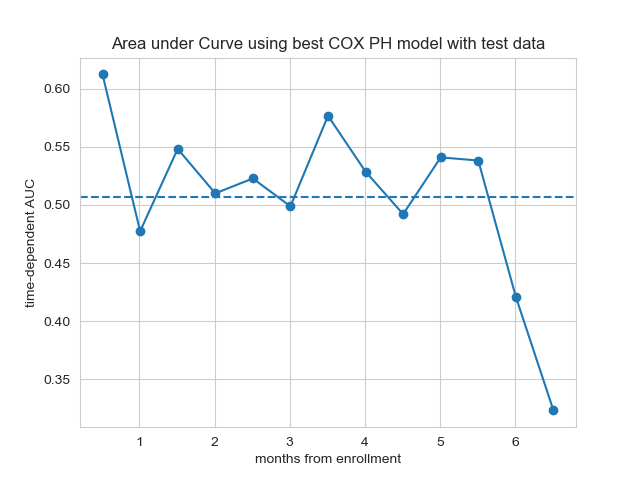 Area under Curve using best COX PH model with test data
time-dependent AUC
0.60
0.55
0.50
0.45
0.40
0.35
1 2 3 4 5 6
months from enrollment